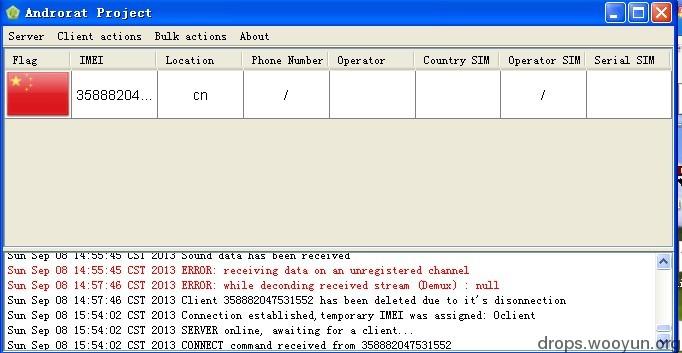 Androrat Project
Server Client actions Bulk actions About
Flag IMEI Location Phone Number Operator Country SIM Operator SIM Serial SIM
35888204... cn / /
Sun Sep 08 14:55:45 CST 2013 Sound data has been received
Sun Sep 08 14:55:45 CST 2013 ERROR: receiving data on an unregistered channel
Sun Sep 08 14:57:46 CST 2013 ERROR: while deconding received stream (Demux) : null
Sun Sep 08 14:57:46 CST 2013 Client 358882047531552 has been deleted due to it's disonnection
Sun Sep 08 15:54:02 CST 2013 Connection established,temporary IMEI was assigned: 0client
Sun Sep 08 15:54:02 CST 2013 SERVER online, awaiting for a client...
Sun Sep 08 15:54:02 CST 2013 CONNECT command received from 358882047531552
drops.wooyun.org